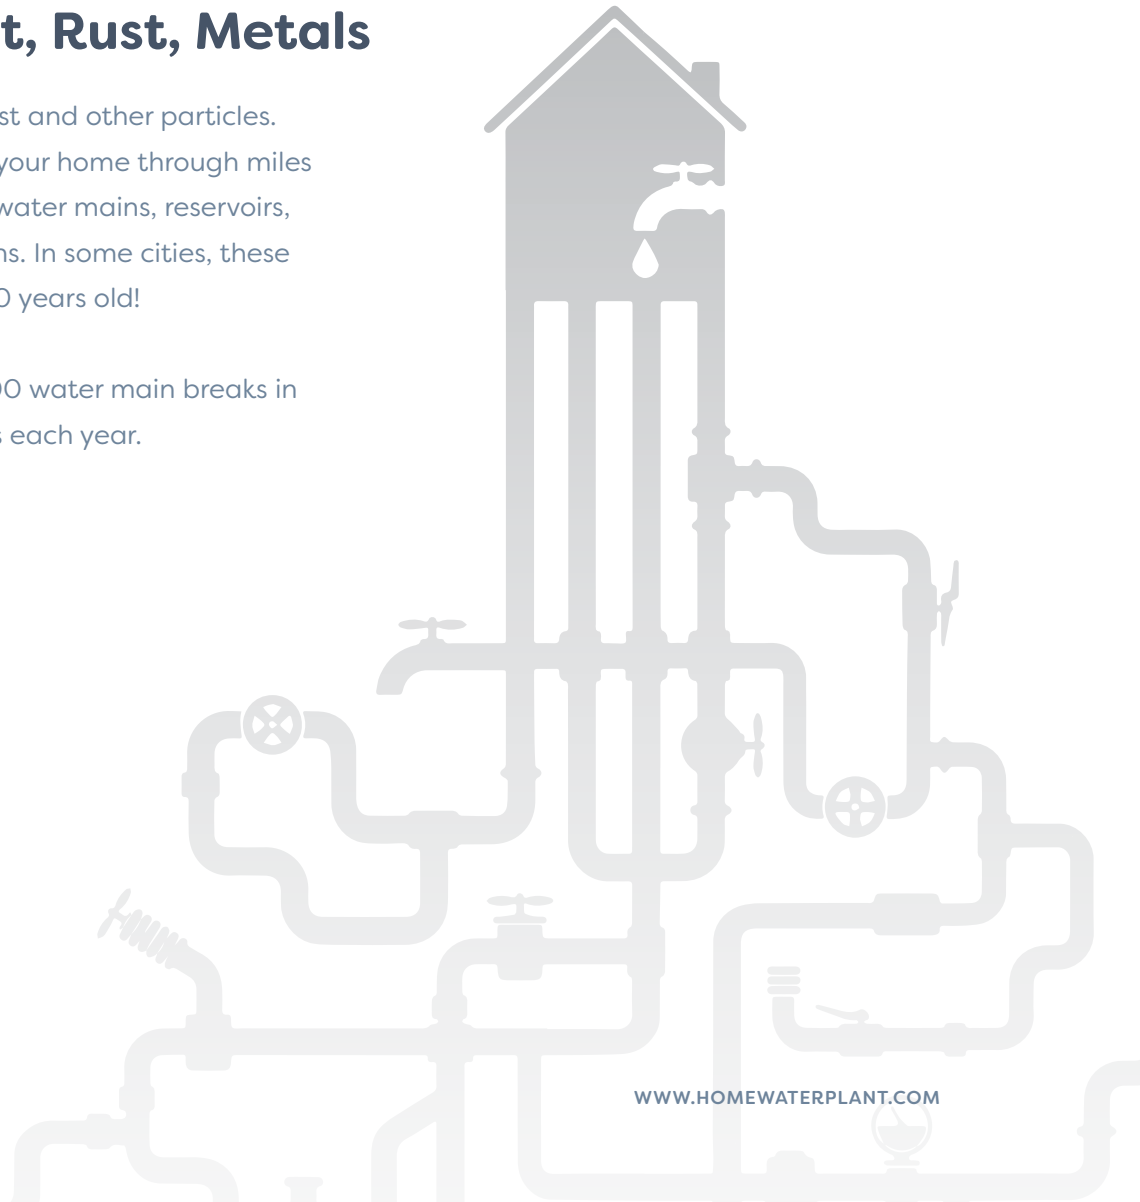 t, Rust, Metals
st and other particles.
your home through miles
water mains, reservoirs,
ns. In some cities, these
0 years old!
00 water main breaks in
s each year.
WWW.HOMEWATERPLANT.COM